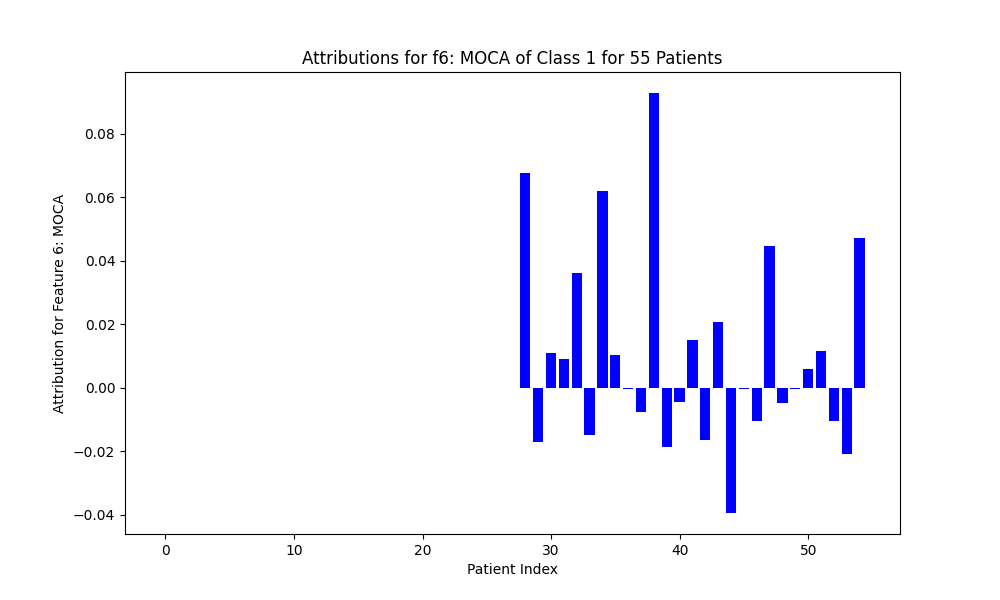 Attributions for f6: MOCA of Class 1 for 55 Patients
Attribution for Feature 6: MOCA
0.08
0.06
0.04
0.02
0.00
−0.02
−0.04
0 10 20 30 40 50
Patient Index